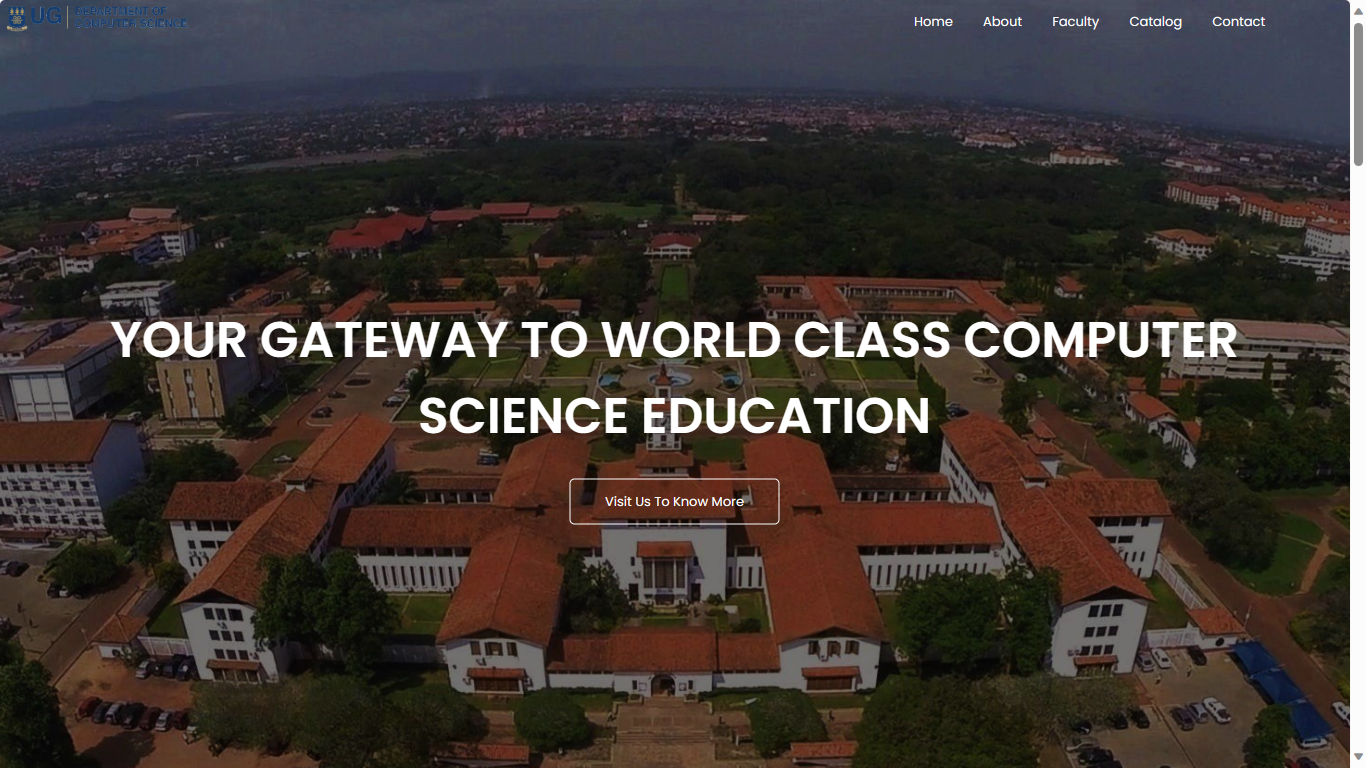 UG DEPARTMENT OF
COMPUTER SCIENCE
Home About Faculty Catalog Contact
YOUR GATEWAY TO WORLD CLASS COMPUTER
SCIENCE EDUCATION
Visit Us To Know More